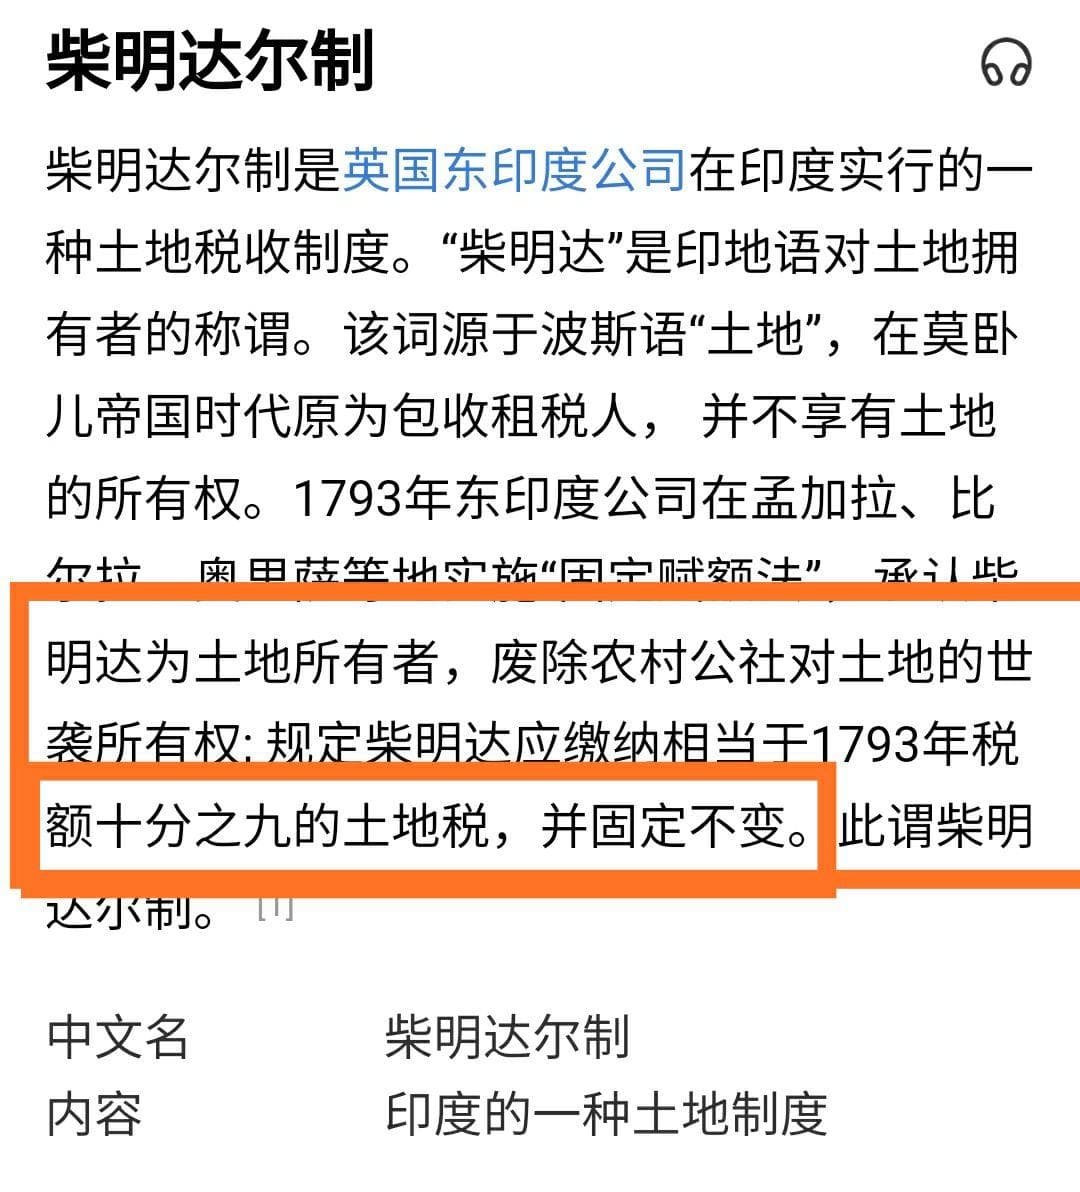 柴明达尔制
柴明达尔制是英国东印度公司在印度实行的一
种土地税收制度。“柴明达”是印地语对土地拥
有者的称谓。该词源于波斯语“土地”，在莫卧
儿帝国时代原为包收租税人， 并不享有土地
的所有权。1793年东印度公司在孟加拉、比
尔拉、奥里萨等地实施“固定赋额法”，承认柴
明达为土地所有者，废除农村公社对土地的世
袭所有权; 规定柴明达应缴纳相当于1793年税
额十分之九的土地税，并固定不变。此谓柴明
达尔制。 [1]
中文名 柴明达尔制
内容 印度的一种土地制度